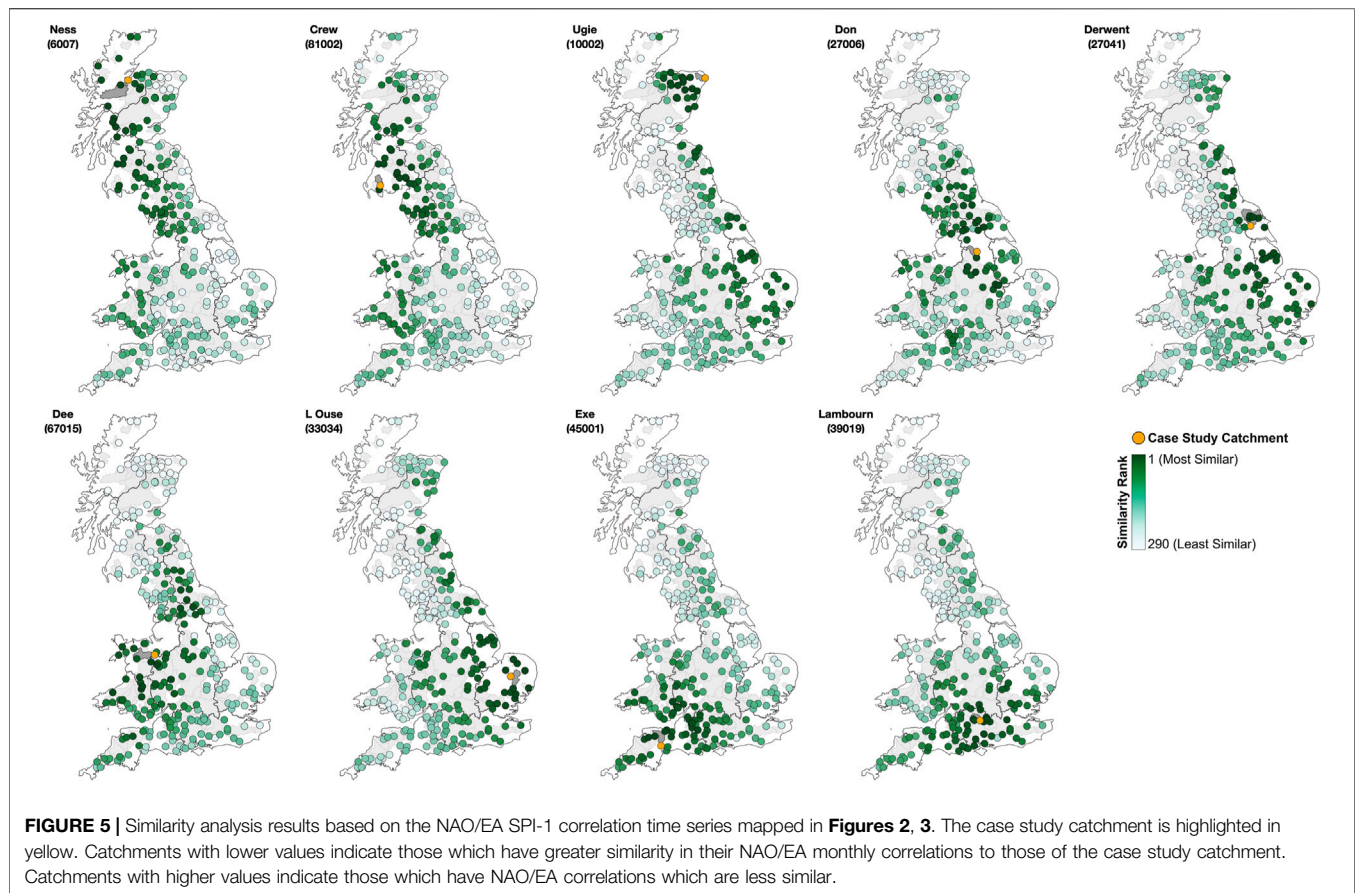 Ness
(6007)
Crew
(81002)
Ugie
(10002)
Don
(27006)
Derwent
(27041)
Dee
(67015)
L Ouse
(33034)
Exe
(45001)
Lambourn
(39019)
Case Study Catchment
Similarity Rank
1 (Most Similar)
290 (Least Similar)
FIGURE 5 | Similarity analysis results based on the NAO/EA SPI-1 correlation time series mapped in Figures 2, 3. The case study catchment is highlighted in
yellow. Catchments with lower values indicate those which have greater similarity in their NAO/EA monthly correlations to those of the case study catchment.
Catchments with higher values indicate those which have NAO/EA correlations which are less similar.